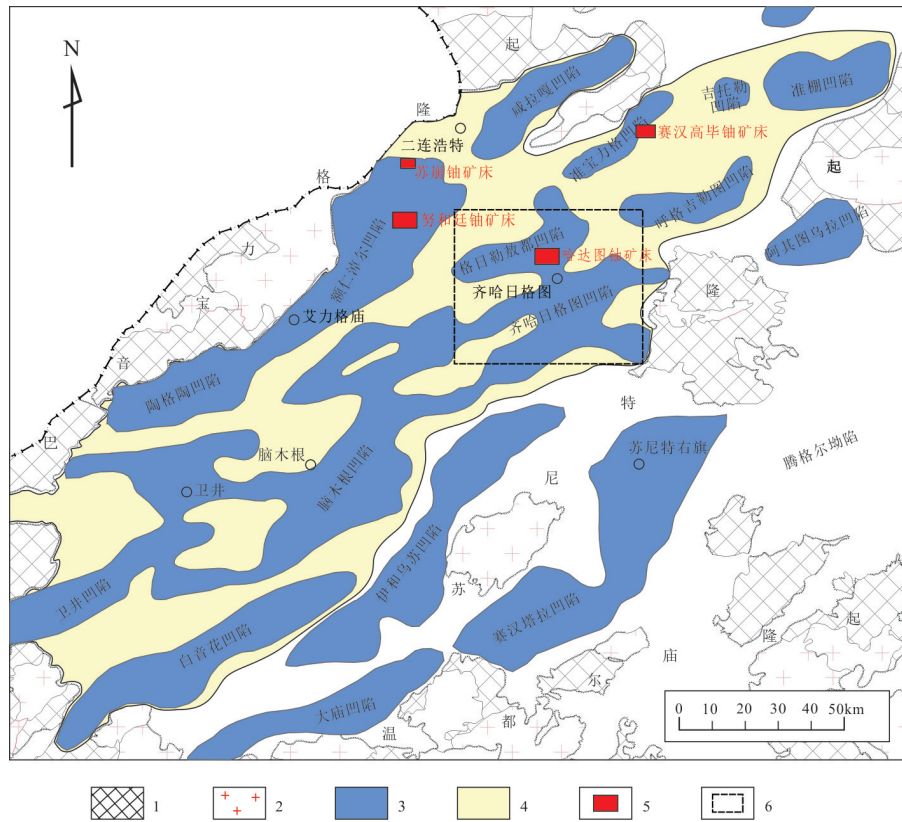 N
起
咸拉嘎凹陷
吉托勒
凹陷
准棚凹陷
隆
二连浩特
赛汉高毕铀矿床
准宝力格凹陷
苏崩铀矿床
格
起
努和廷铀矿床
呼格吉勒图凹陷
阿其图乌拉凹陷
力
额仁淖尔凹陷
格日勒敖都凹陷
哈达图铀矿床
齐哈日格图
宝
隆
艾力格庙
齐哈日格图凹陷
音
陶格陶凹陷
特
巴
脑木根
脑木根凹陷
苏尼特右旗
腾格尔坳陷
尼
卫井
伊和乌苏凹陷
卫井凹陷
苏
赛汉塔拉凹陷
白音花凹陷
起
隆
庙
尔
大庙凹陷
都
温
0 10 20 30 40 50km
1
2
3
4
5
6